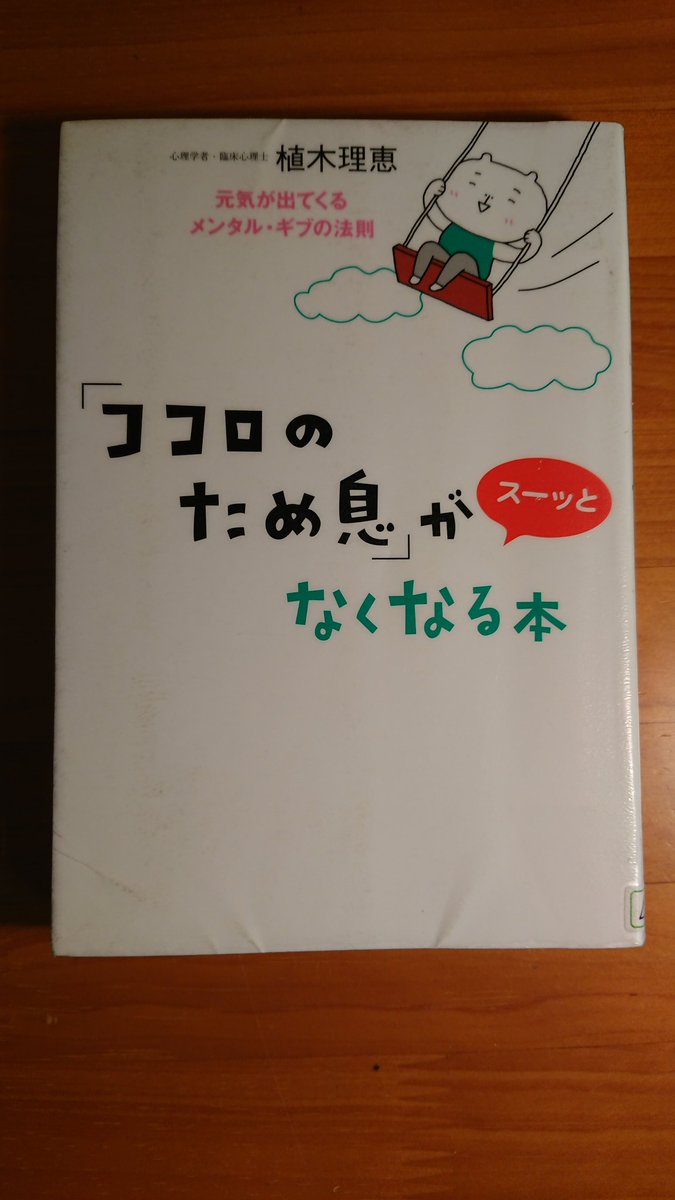 心理学者・臨床心理士 植木理恵
元気が出てくる
メンタル・ギブの法則
「ココロの
ため息」が
スーッと
なくなる本